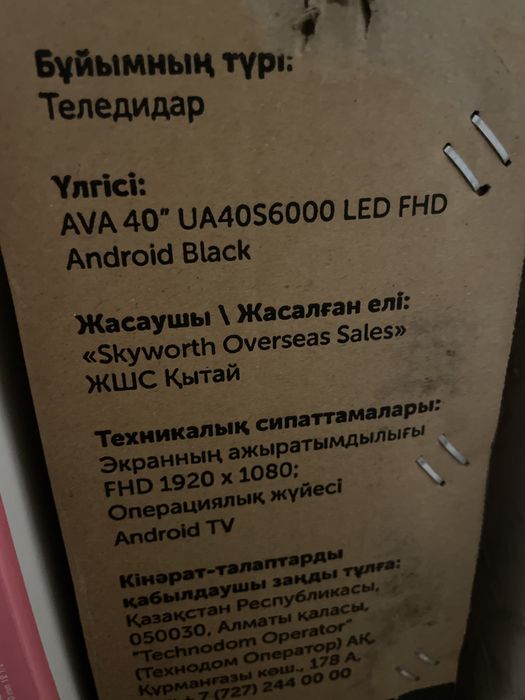 Бұйымның түрі:
Теледидар
Үлгісі:
AVA 40" UA40S6000 LED FHD
Android Black
Жасаушы \ Жасалған елі:
«Skyworth Overseas Sales»
ЖШС Қытай
Техникалық сипаттамалары:
Экранның ажыратымдылығы
FHD 1920 x 1080;
Операциялық жүйесі
Android TV
Кінәрат-талаптарды
қабылдаушы заңды тұлға:
Қазақстан Республикасы,
050030, Алматы қаласы,
"Technodom Operator"
(Технодом Оператор) АҚ,
Құрманғазы көш., 178 А,
7 (727) 244 00 00